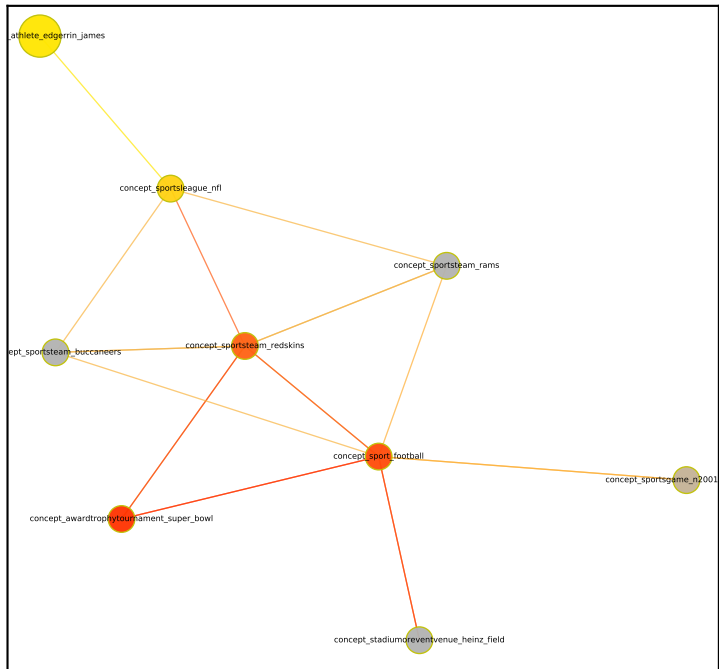 _athlete_edgerrin_james
concept_sportsleague_nfl
concept_sportsteam_rams
concept_sportsteam_redskins
ept_sportsteam_buccaneers
concept_sport_football
concept_sportsgame_n2001
concept_awardtrophytournament_super_bowl
concept_stadiumoreventvenue_heinz_field